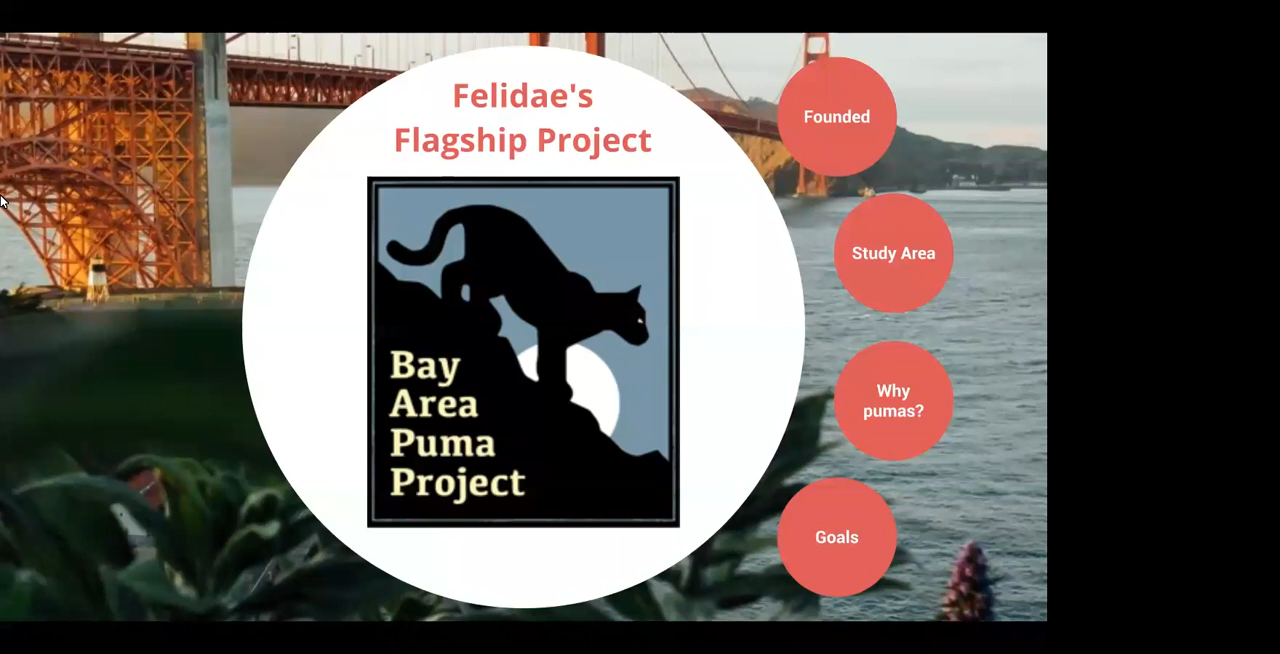 Felidae's
Flagship Project
Bay
Area
Puma
Project
Founded
Study Area
Why
pumas?
Goals